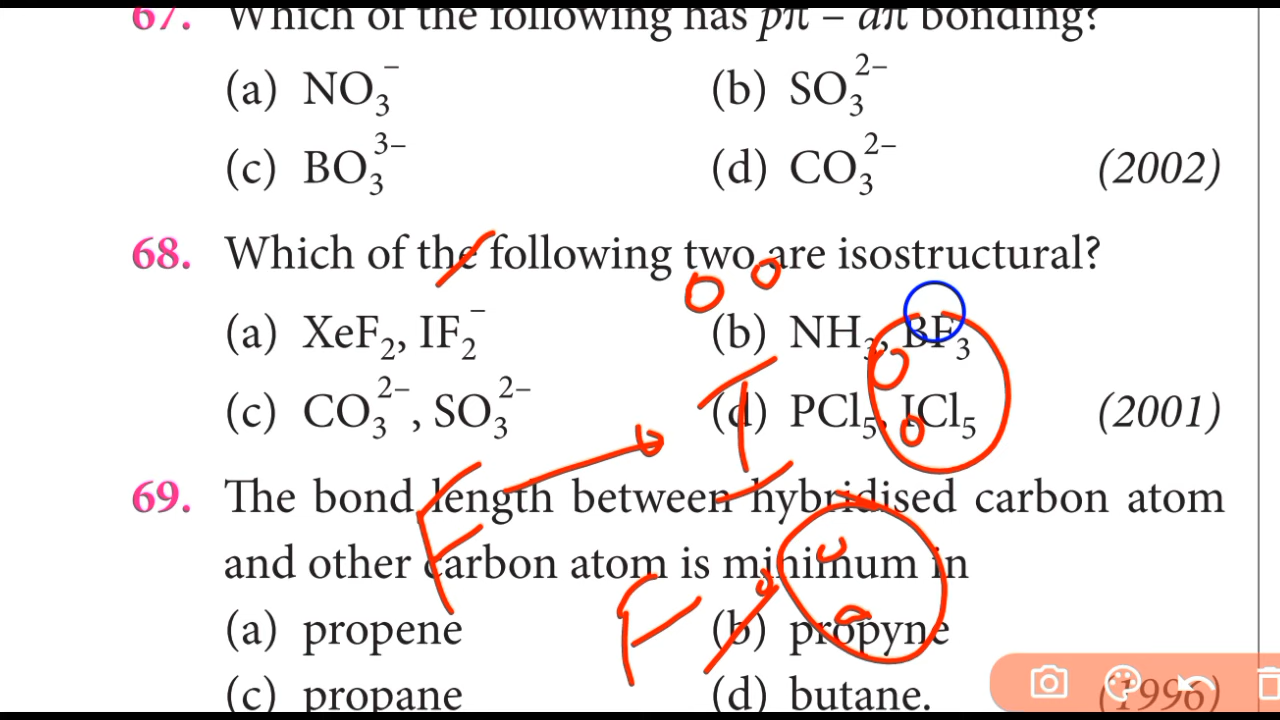 67. Which of the following has pπ – dπ bonding?
(a) NO₃⁻ (b) SO₃²⁻
(c) BO₃³⁻ (d) CO₃²⁻ (2002)
68. Which of the following two are isostructural?
(a) XeF₂, IF₂⁻ (b) NH₃, BF₃
(c) CO₃²⁻, SO₃²⁻ (d) PCl₅, ICl₅ (2001)
69. The bond length between hybridised carbon atom
and other carbon atom is minimum in
(a) propene (b) propyne
(c) propane (d) butane. (1996)
I
F
F